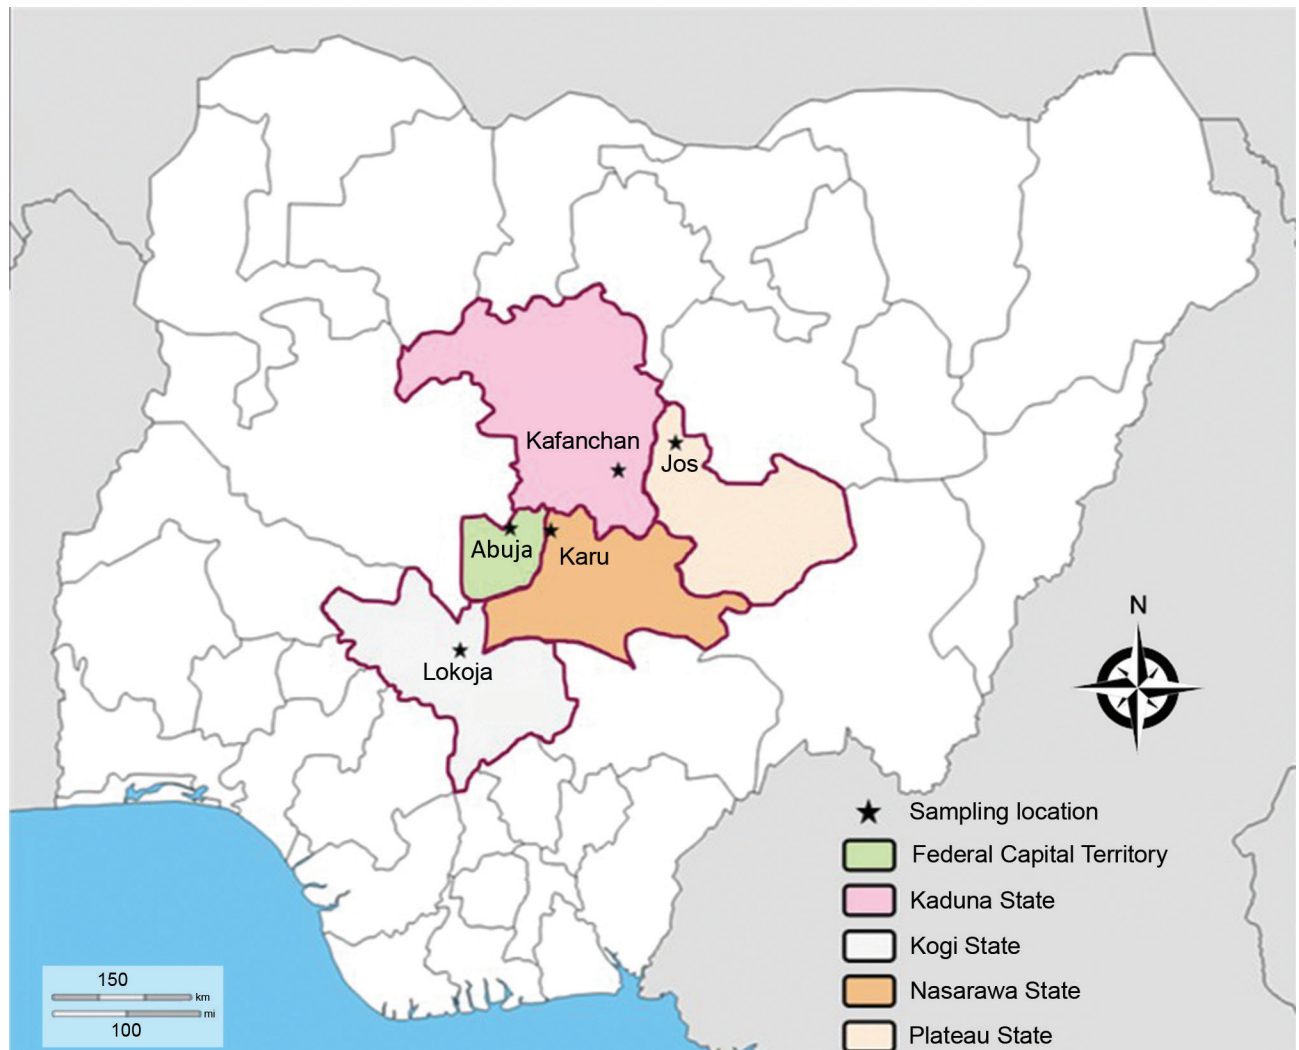 Kafanchan
Jos
Abuja
Karu
Lokoja
N
Sampling location
Federal Capital Territory
Kaduna State
Kogi State
Nasarawa State
Plateau State
150
km
mi
100